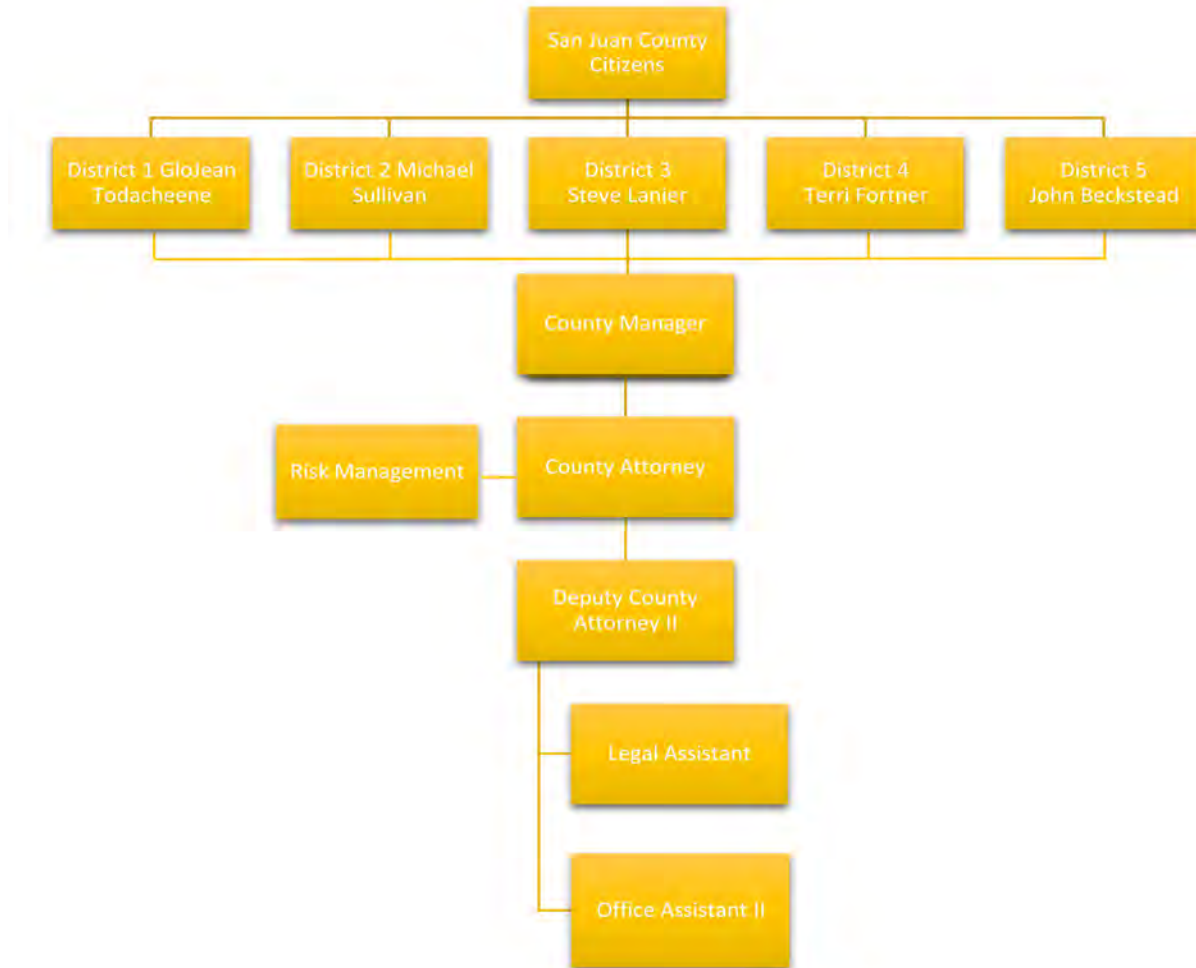 San Juan County
Citizens
District 1 GloJean
Todacheene
District 2 Michael
Sullivan
District 3
Steve Lanier
District 4
Terri Fortner
District 5
John Beckstead
County Manager
Risk Management
County Attorney
Deputy County
Attorney II
Legal Assistant
Office Assistant II